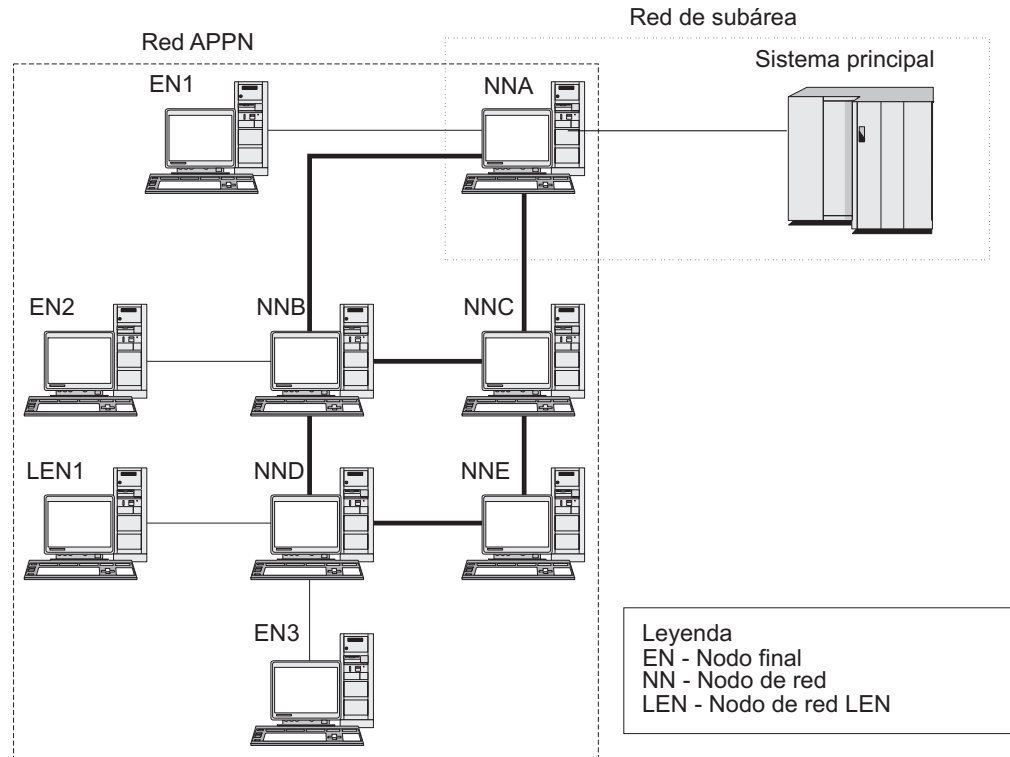 Red de subárea
Red APPN
Sistema principal
EN1
NNA
EN2
NNB
NNC
LEN1
NND
NNE
EN3
Leyenda
EN - Nodo final
NN - Nodo de red
LEN - Nodo de red LEN